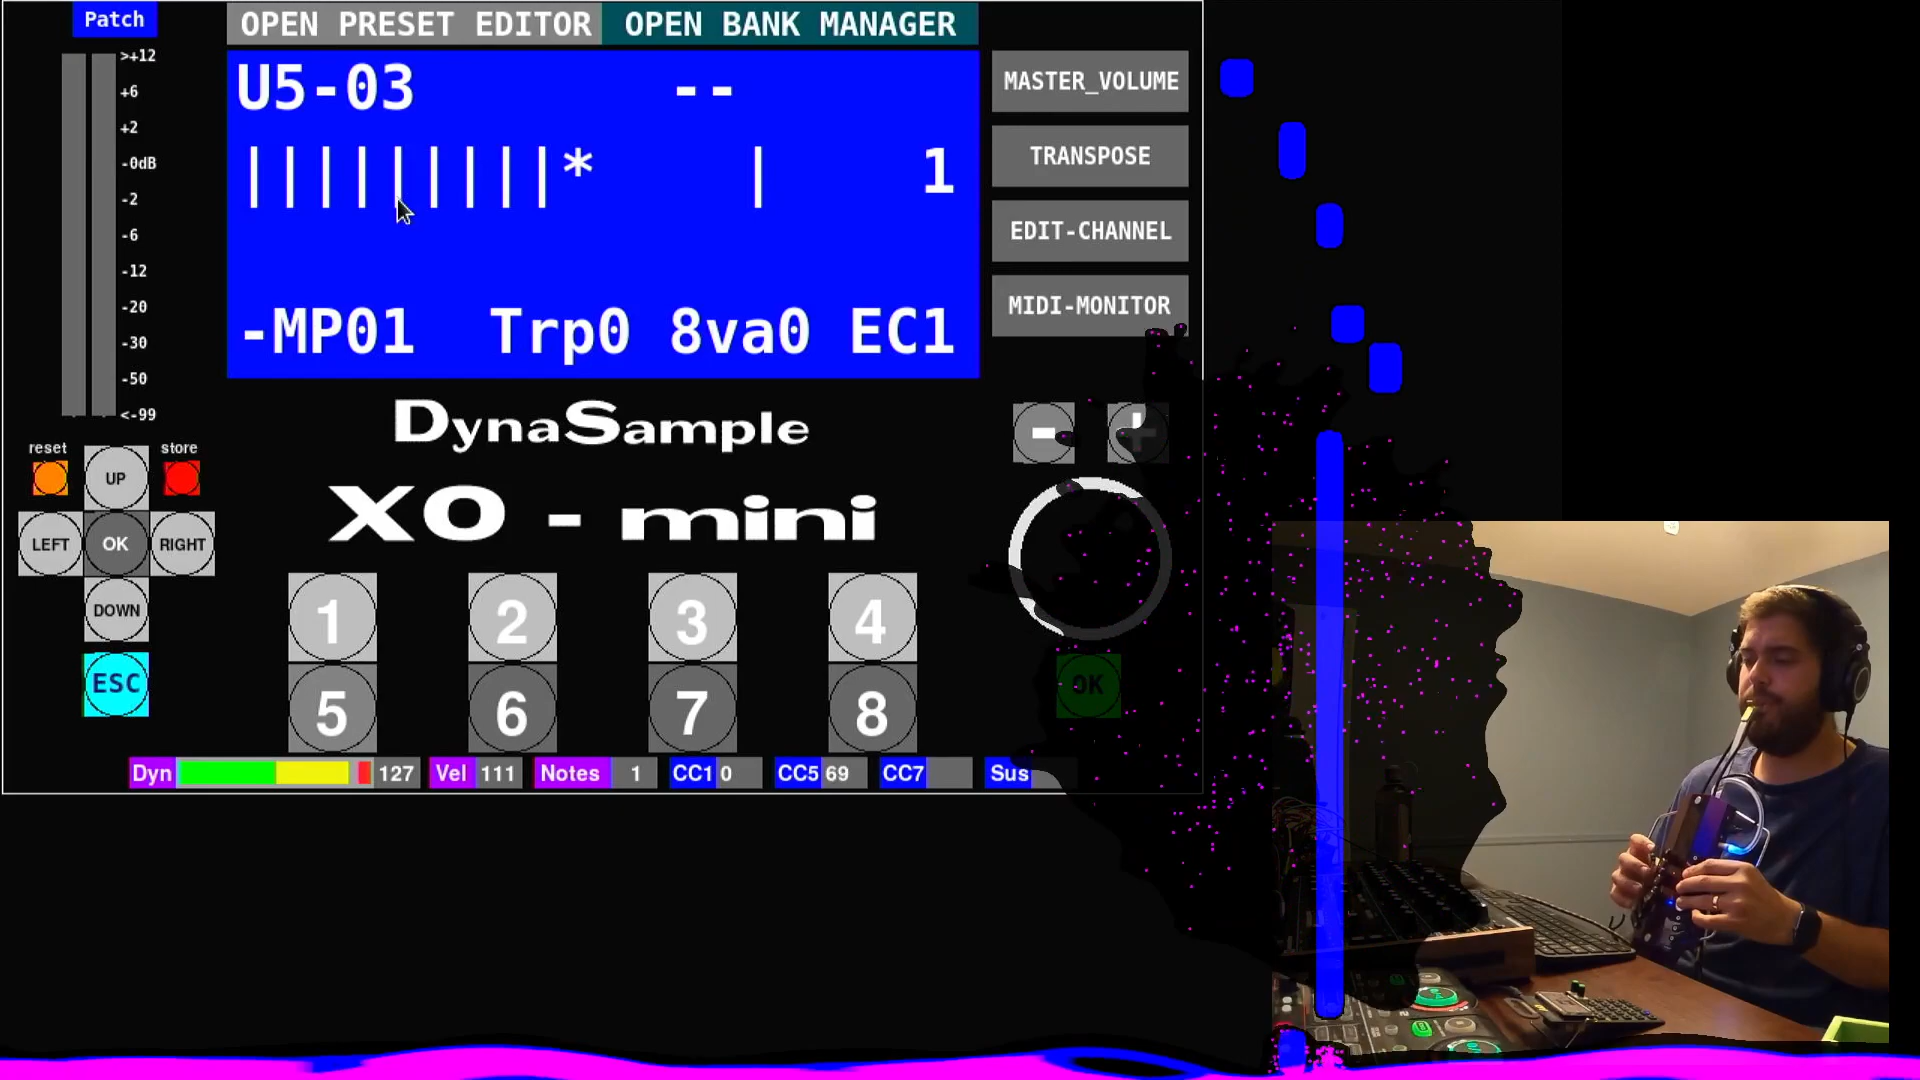 Patch
OPEN PRESET EDITOR
OPEN BANK MANAGER
U5-03 --
|||||||||* | 1
-MP01 Trp0 8va0 EC1
MASTER_VOLUME
TRANSPOSE
EDIT-CHANNEL
MIDI-MONITOR
>+12
+6
+2
-0dB
-2
-6
-12
-20
-30
-50
<-99
DynaSample
XO - mini
- +
reset
store
UP
LEFT OK RIGHT
DOWN
ESC
1 2 3 4
5 6 7 8
OK
Dyn 127 Vel 111 Notes 1 CC1 0 CC5 69 CC7 Sus